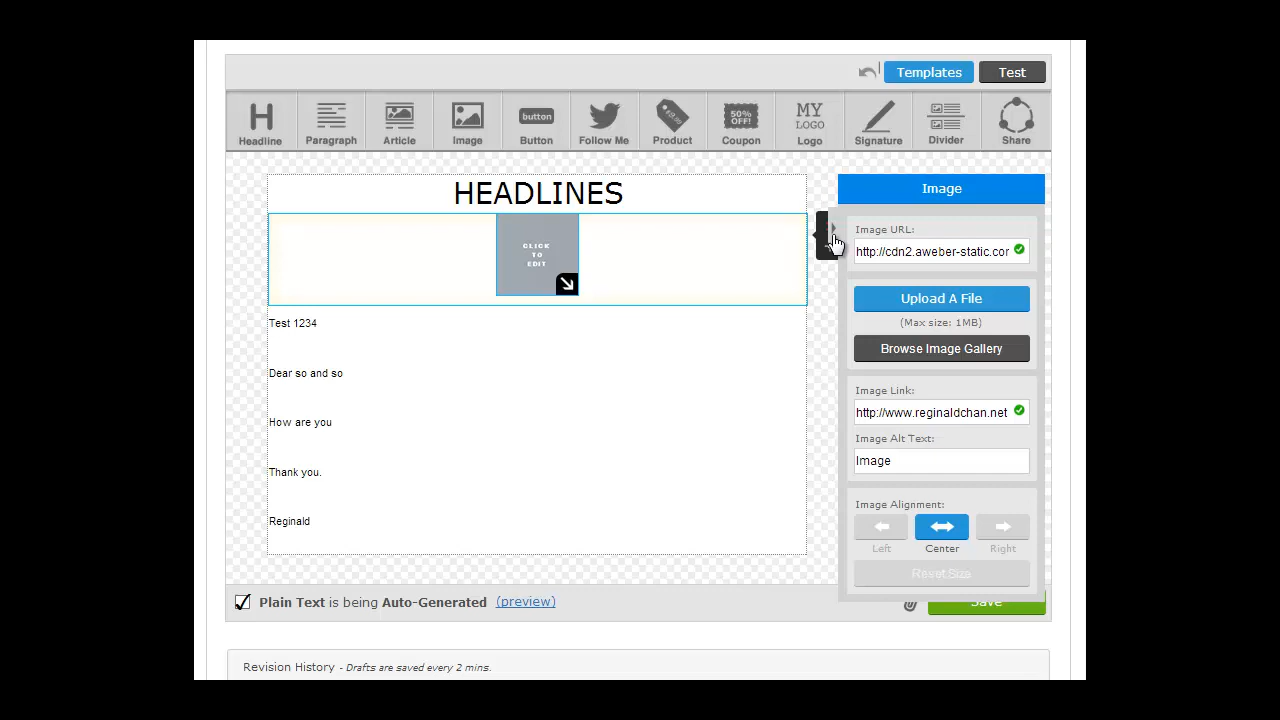 Templates
Test
H
button
50% OFF!
MY LOGO
Headline
Paragraph
Article
Image
Button
Follow Me
Product
Coupon
Logo
Signature
Divider
Share
HEADLINES
CLICK
TO
EDIT
Test 1234
Dear so and so
How are you
Thank you.
Reginald
Image
Image URL:
http://cdn2.aweber-static.cor
Upload A File
(Max size: 1MB)
Browse Image Gallery
Image Link:
http://www.reginaldchan.net
Image Alt Text:
Image
Image Alignment:
Left
Center
Right
Reset Size
Plain Text is being Auto-Generated (preview)
Save
Revision History - Drafts are saved every 2 mins.